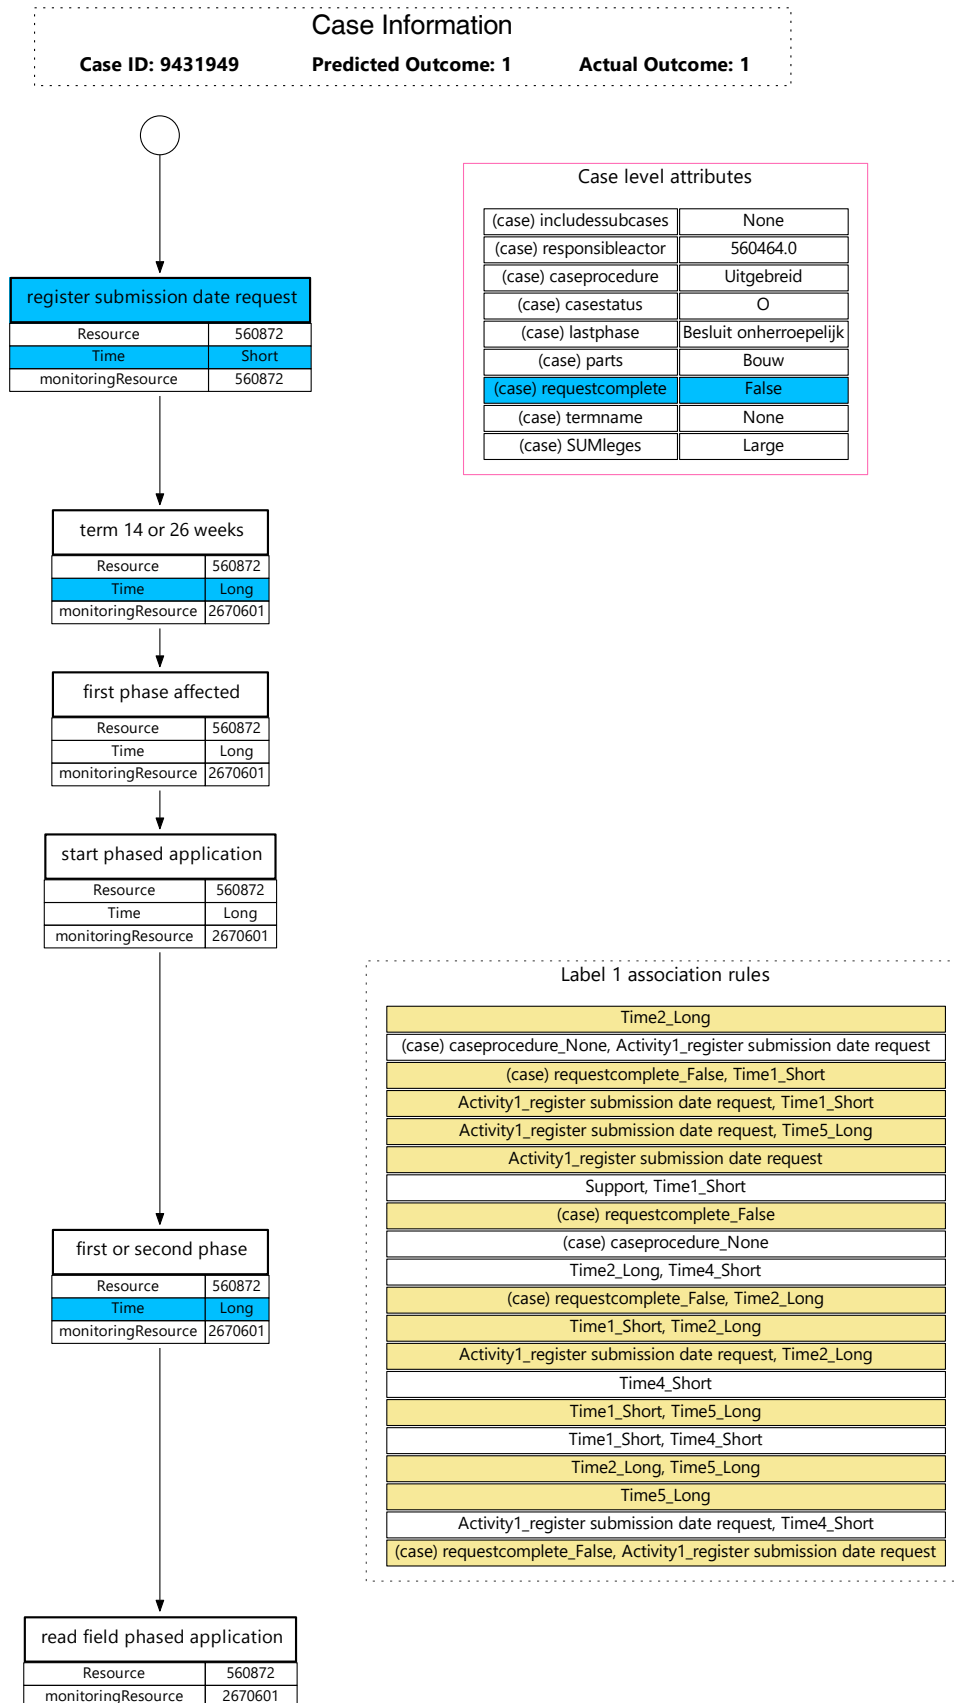 Case Information
Case ID: 9431949 Predicted Outcome: 1 Actual Outcome: 1
Case level attributes
(case) includessubcases None
(case) responsibleactor 560464.0
(case) caseprocedure Uitgebreid
(case) casestatus O
(case) lastphase Besluit onherroepelijk
(case) parts Bouw
(case) requestcomplete False
(case) termname None
(case) SUMleges Large
register submission date request
Resource 560872
Time Short
monitoringResource 560872
term 14 or 26 weeks
Resource 560872
Time Long
monitoringResource 2670601
first phase affected
Resource 560872
Time Long
monitoringResource 2670601
start phased application
Resource 560872
Time Long
monitoringResource 2670601
first or second phase
Resource 560872
Time Long
monitoringResource 2670601
read field phased application
Resource 560872
monitoringResource 2670601
Label 1 association rules
Time2_Long
(case) caseprocedure_None, Activity1_register submission date request
(case) requestcomplete_False, Time1_Short
Activity1_register submission date request, Time1_Short
Activity1_register submission date request, Time5_Long
Activity1_register submission date request
Support, Time1_Short
(case) requestcomplete_False
(case) caseprocedure_None
Time2_Long, Time4_Short
(case) requestcomplete_False, Time2_Long
Time1_Short, Time2_Long
Activity1_register submission date request, Time2_Long
Time4_Short
Time1_Short, Time5_Long
Time1_Short, Time4_Short
Time2_Long, Time5_Long
Time5_Long
Activity1_register submission date request, Time4_Short
(case) requestcomplete_False, Activity1_register submission date request